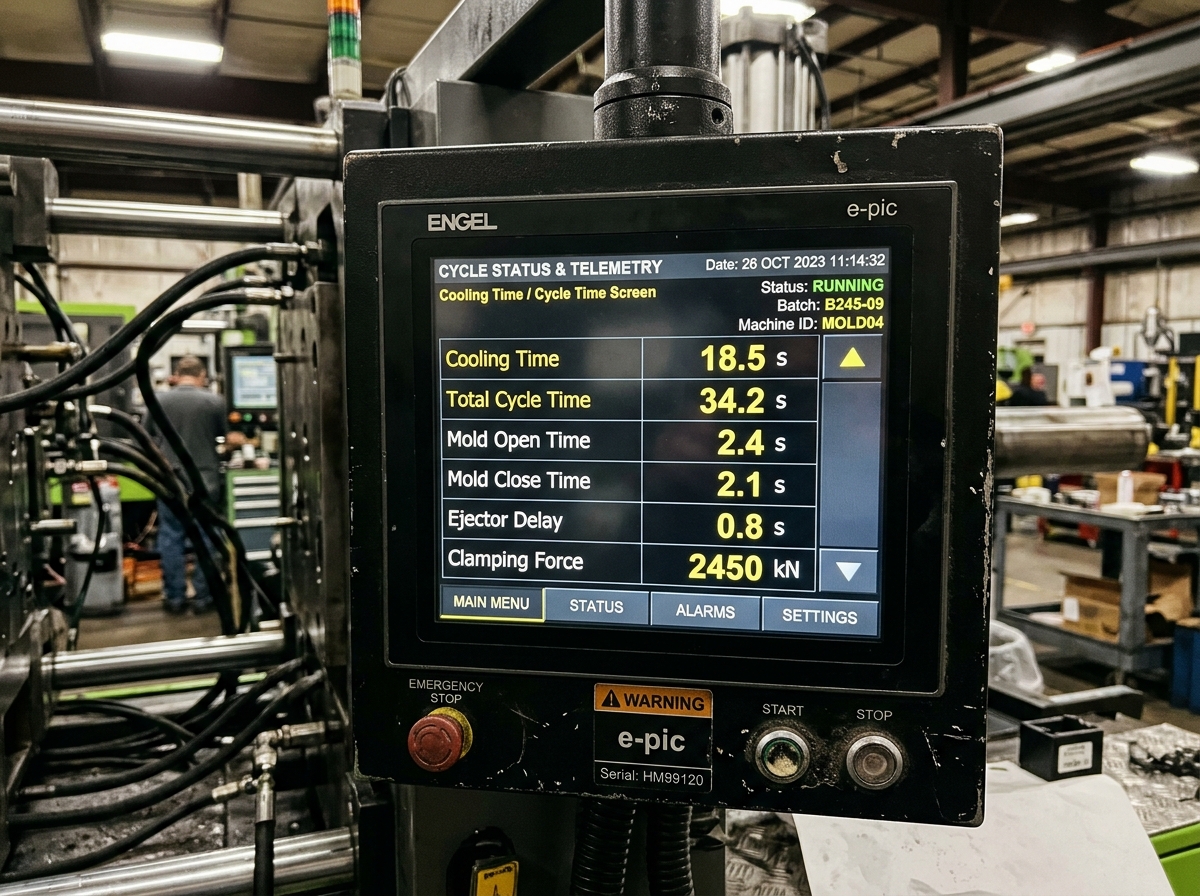 ENGEL
e-pic
CYCLE STATUS & TELEMETRY Date: 26 OCT 2023 11:14:32
Cooling Time / Cycle Time Screen
Status: RUNNING
Batch: B245-09
Machine ID: MOLD04
Cooling Time 18.5 s
Total Cycle Time 34.2 s
Mold Open Time 2.4 s
Mold Close Time 2.1 s
Ejector Delay 0.8 s
Clamping Force 2450 kN
MAIN MENU STATUS ALARMS SETTINGS
EMERGENCY
STOP
WARNING
e-pic
Serial: HM99120
START
STOP